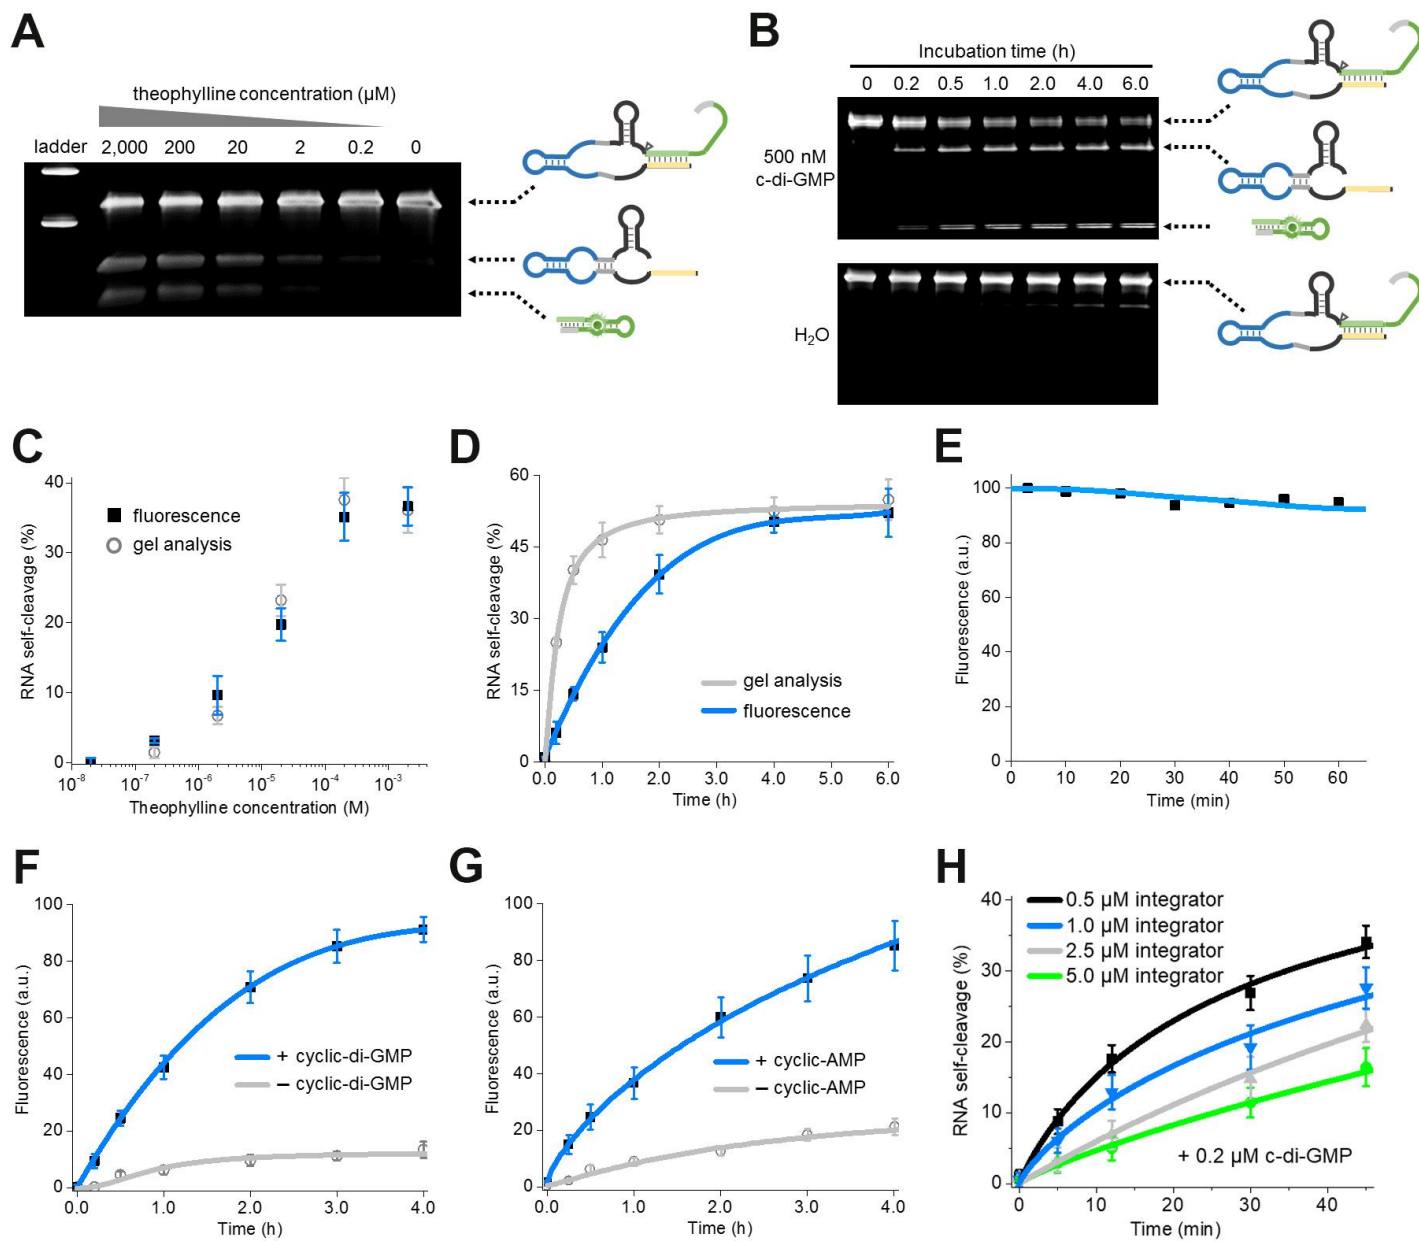 A
theophylline concentration (µM)
ladder 2,000 200 20 2 0.2 0
B
Incubation time (h)
0 0.2 0.5 1.0 2.0 4.0 6.0
500 nM
c-di-GMP
H₂O
C
40
30
20
10
0
RNA self-cleavage (%)
fluorescence
gel analysis
10⁻⁸ 10⁻⁷ 10⁻⁶ 10⁻⁵ 10⁻⁴ 10⁻³
Theophylline concentration (M)
D
60
45
30
15
0
RNA self-cleavage (%)
gel analysis
fluorescence
0.0 1.0 2.0 3.0 4.0 5.0 6.0
Time (h)
E
100
80
60
40
20
0
Fluorescence (a.u.)
0 10 20 30 40 50 60
Time (min)
F
100
80
60
40
20
0
Fluorescence (a.u.)
+ cyclic-di-GMP
– cyclic-di-GMP
0.0 1.0 2.0 3.0 4.0
Time (h)
G
100
80
60
40
20
0
Fluorescence (a.u.)
+ cyclic-AMP
– cyclic-AMP
0.0 1.0 2.0 3.0 4.0
Time (h)
H
40
30
20
10
0
RNA self-cleavage (%)
0.5 µM integrator
1.0 µM integrator
2.5 µM integrator
5.0 µM integrator
+ 0.2 µM c-di-GMP
0 10 20 30 40
Time (min)